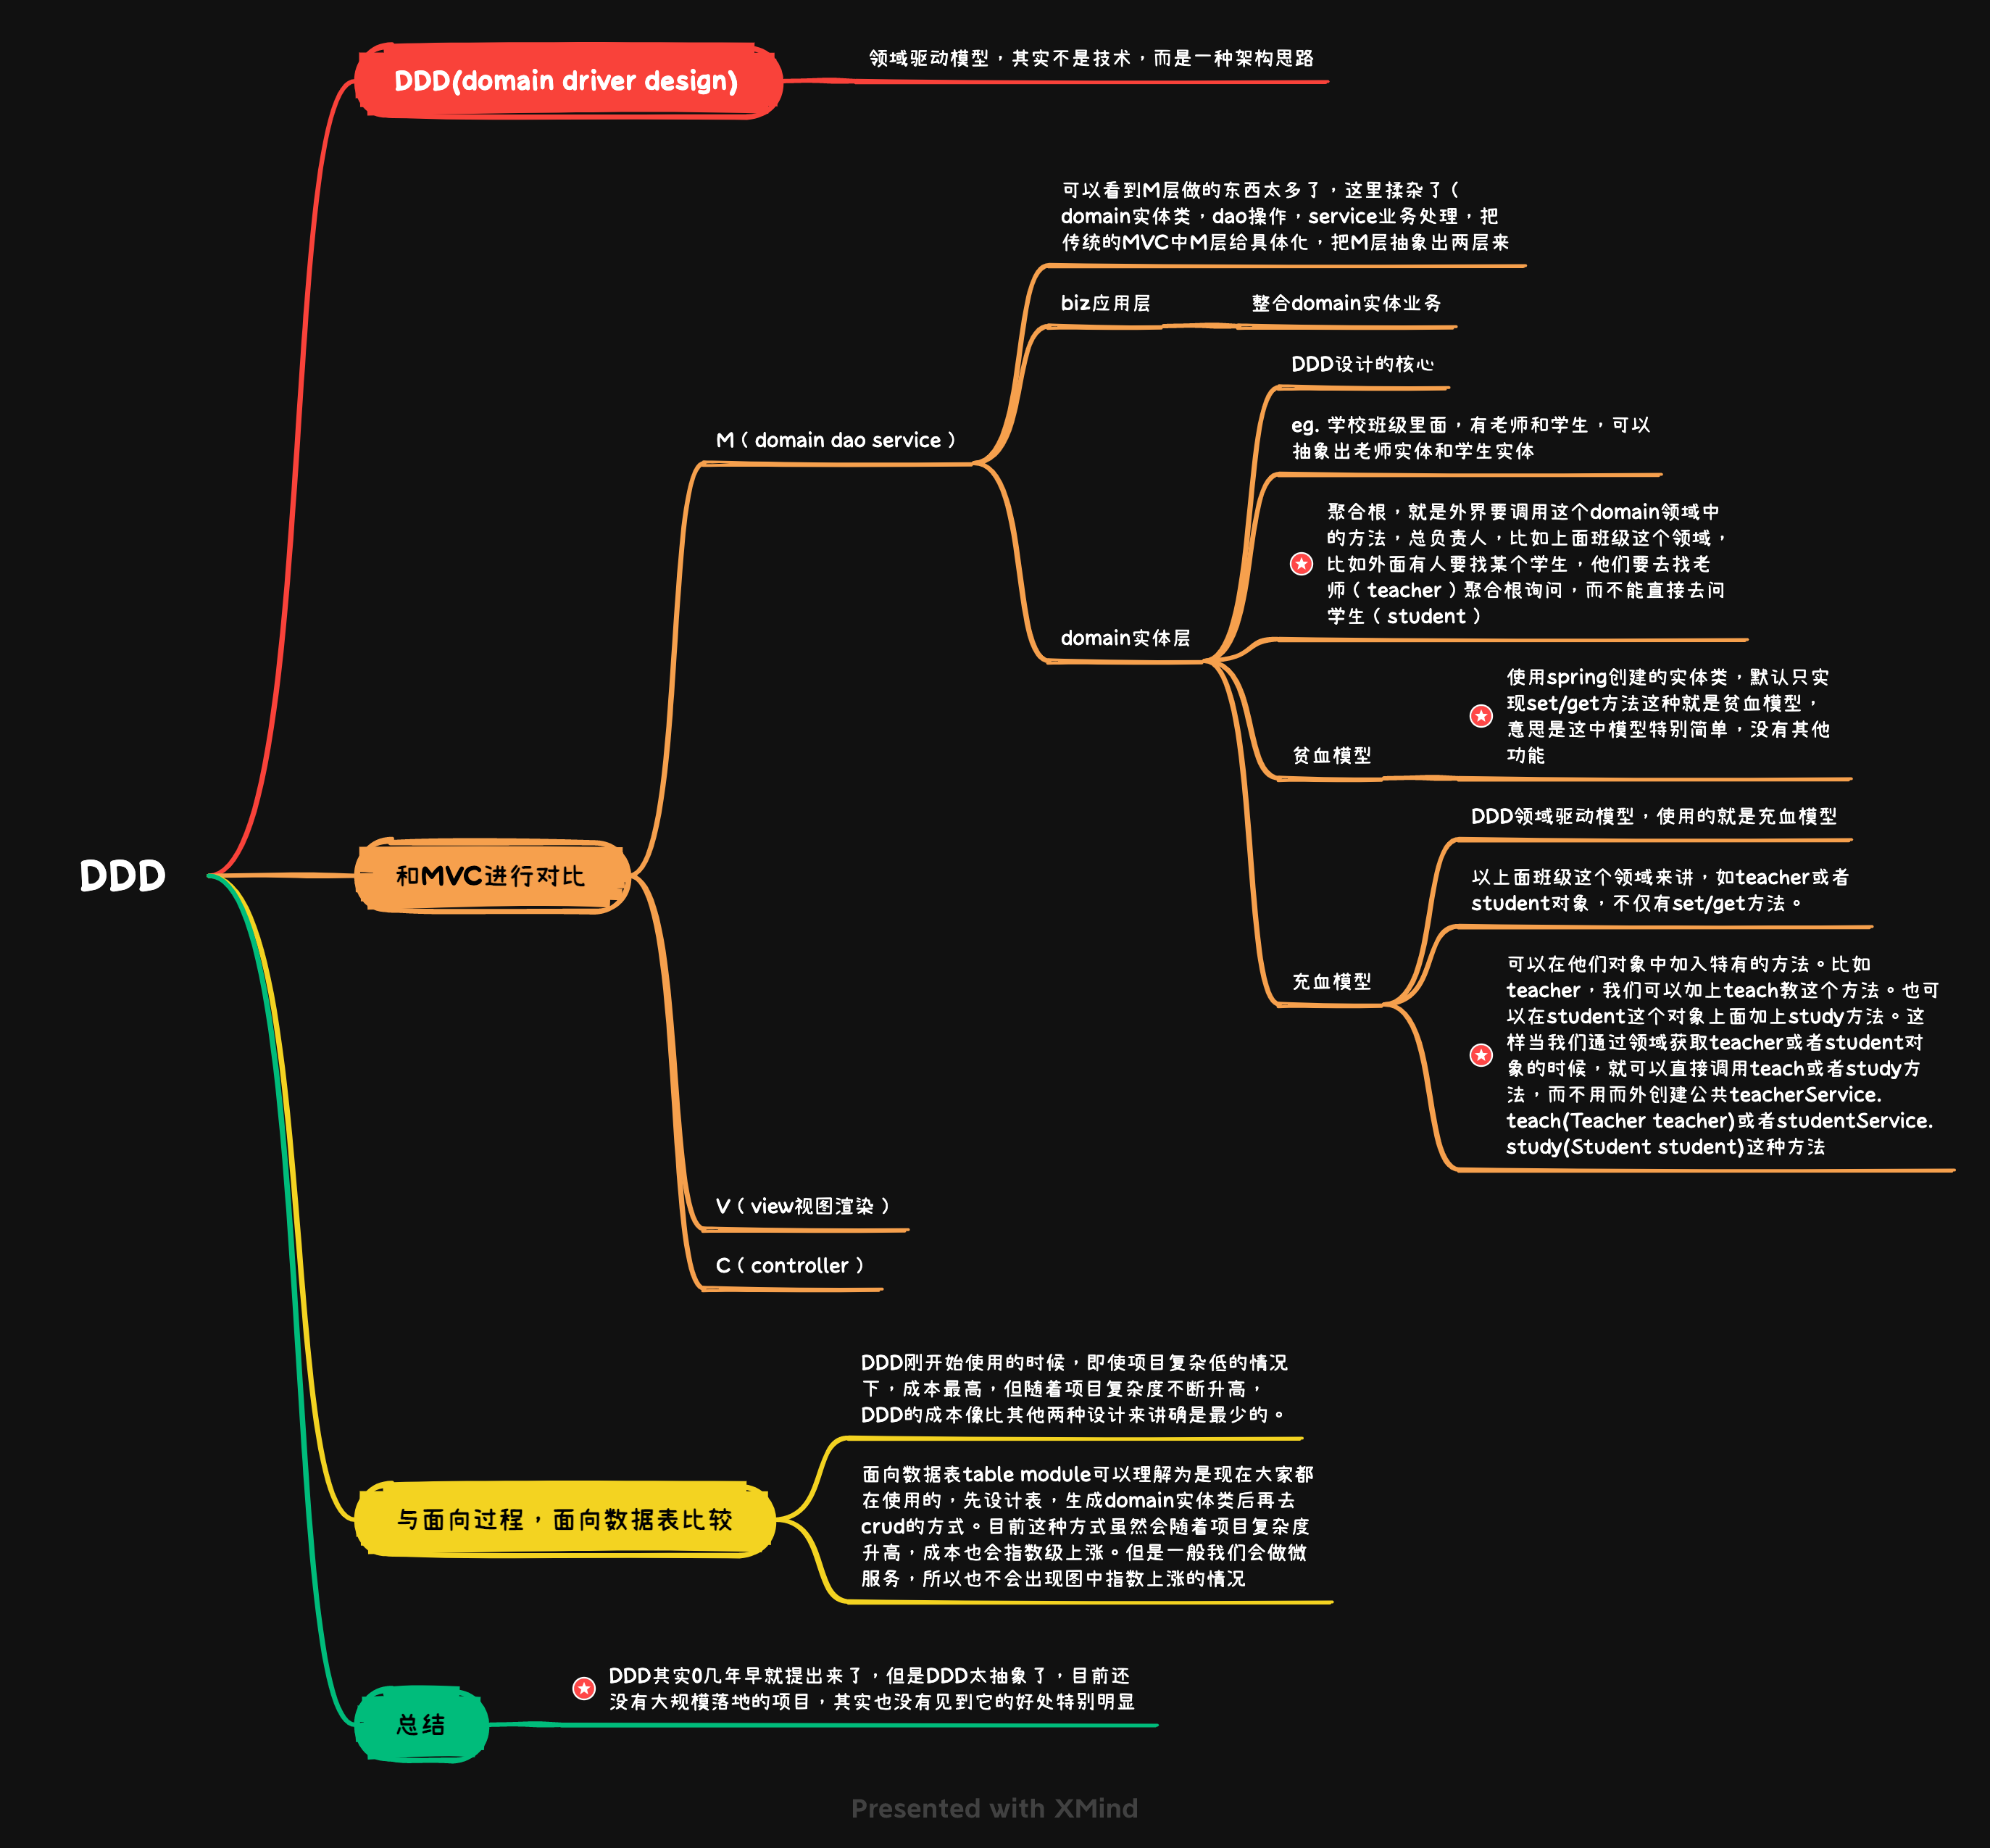 DDD(domain driver design)
领域驱动模型，其实不是技术，而是一种架构思路
可以看到M层做的东西太多了，这里揉杂了（
domain实体类，dao操作，service业务处理，把
传统的MVC中M层给具体化，把M层抽象出两层来
biz应用层
整合domain实体业务
DDD设计的核心
eg. 学校班级里面，有老师和学生，可以
抽象出老师实体和学生实体
M（domain dao service）
聚合根，就是外界要调用这个domain领域中
的方法，总负责人，比如上面班级这个领域，
比如外面有人要找某个学生，他们要去找老
师（teacher）聚合根询问，而不能直接去问
学生（student）
domain实体层
使用spring创建的实体类，默认只实
现set/get方法这种就是贫血模型，
意思是这中模型特别简单，没有其他
功能
贫血模型
DDD领域驱动模型，使用的就是充血模型
以上面班级这个领域来讲，如teacher或者
student对象，不仅有set/get方法。
DDD
和MVC进行对比
充血模型
可以在他们对象中加入特有的方法。比如
teacher，我们可以加上teach教这个方法。也可
以在student这个对象上面加上study方法。这
样当我们通过领域获取teacher或者student对
象的时候，就可以直接调用teach或者study方
法，而不用而外创建公共teacherService.
teach(Teacher teacher)或者studentService.
study(Student student)这种方法
V（view视图渲染）
C（controller）
DDD刚开始使用的时候，即使项目复杂低的情况
下，成本最高，但随着项目复杂度不断升高，
DDD的成本像比其他两种设计来讲确是最少的。
与面向过程，面向数据表比较
面向数据表table module可以理解为是现在大家都
在使用的，先设计表，生成domain实体类后再去
crud的方式。目前这种方式虽然会随着项目复杂度
升高，成本也会指数级上涨。但是一般我们会做微
服务，所以也不会出现图中指数上涨的情况
总结
DDD其实0几年早就提出来了，但是DDD太抽象了，目前还
没有大规模落地的项目，其实也没有见到它的好处特别明显
Presented with XMind